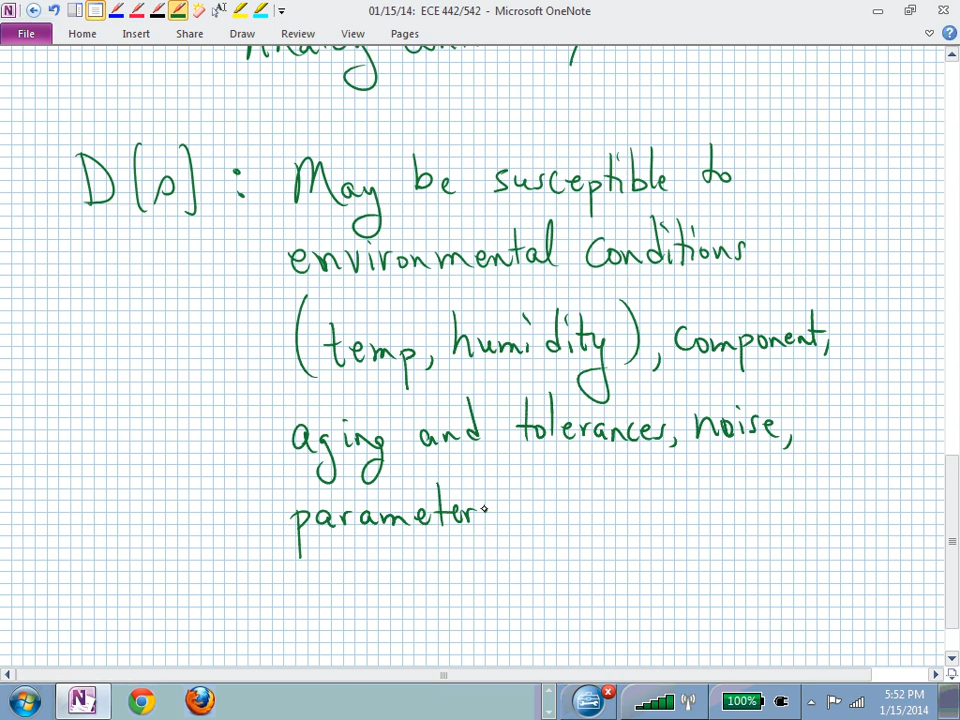 01/15/14: ECE 442/542 - Microsoft OneNote
File Home Insert Share Draw Review View Pages
D(s): May be susceptible to
environmental conditions
(temp, humidity), component,
aging and tolerances, noise,
parameter
100%
5:52 PM
1/15/2014